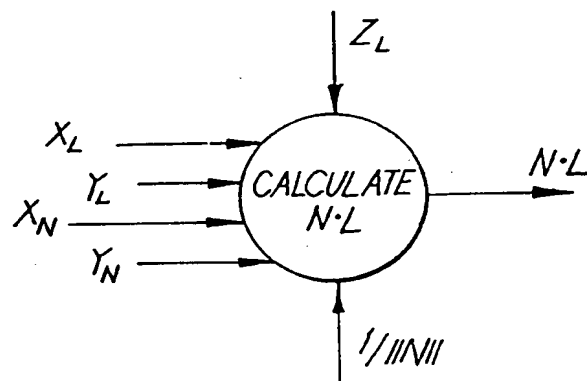 Z_L
X_L
Y_L
X_N
Y_N
CALCULATE
N·L
N·L
1/||N||